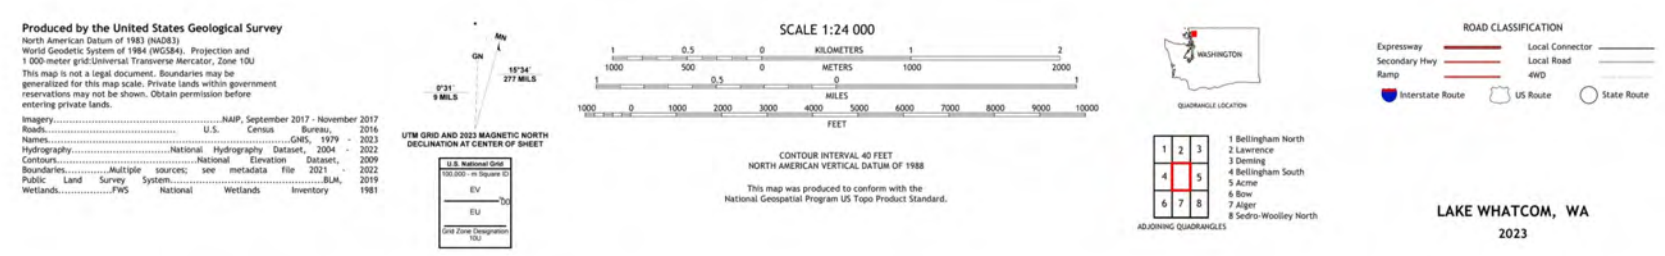 Produced by the United States Geological Survey
North American Datum of 1983 (NAD83)
World Geodetic System of 1984 (WGS84). Projection and
1 000-meter grid:Universal Transverse Mercator, Zone 10U
This map is not a legal document. Boundaries may be
generalized for this map scale. Private lands within government
reservations may not be shown. Obtain permission before
entering private lands.
Imagery.....NAIP, September 2017 - November 2017
Roads..... U.S. Census Bureau, 2016
Names.....GNIS, 1979 - 2023
Hydrography.....National Hydrography Dataset, 2004 - 2022
Contours.....National Elevation Dataset, 2009
Boundaries.....Multiple sources; see metadata file 2021 - 2022
Public Land Survey System.....BLM, 2019
Wetlands.....FWS National Wetlands Inventory 1981
*
MN
GN
15°34´
277 MILS
0°31´
9 MILS
UTM GRID AND 2023 MAGNETIC NORTH
DECLINATION AT CENTER OF SHEET
U.S. National Grid
100,000 - m Square ID
EV
'00
EU
Grid Zone Designation
10U
SCALE 1:24 000
1 0.5 0 KILOMETERS 1 2
1000 500 0 METERS 1000 2000
1 0.5 0 1
MILES
1000 0 1000 2000 3000 4000 5000 6000 7000 8000 9000 10000
FEET
CONTOUR INTERVAL 40 FEET
NORTH AMERICAN VERTICAL DATUM OF 1988
This map was produced to conform with the
National Geospatial Program US Topo Product Standard.
WASHINGTON
QUADRANGLE LOCATION
1 2 3
4 5
6 7 8
ADJOINING QUADRANGLES
1 Bellingham North
2 Lawrence
3 Deming
4 Bellingham South
5 Acme
6 Bow
7 Alger
8 Sedro-Woolley North
ROAD CLASSIFICATION
Expressway Local Connector
Secondary Hwy Local Road
Ramp 4WD
Interstate Route US Route State Route
LAKE WHATCOM, WA
2023